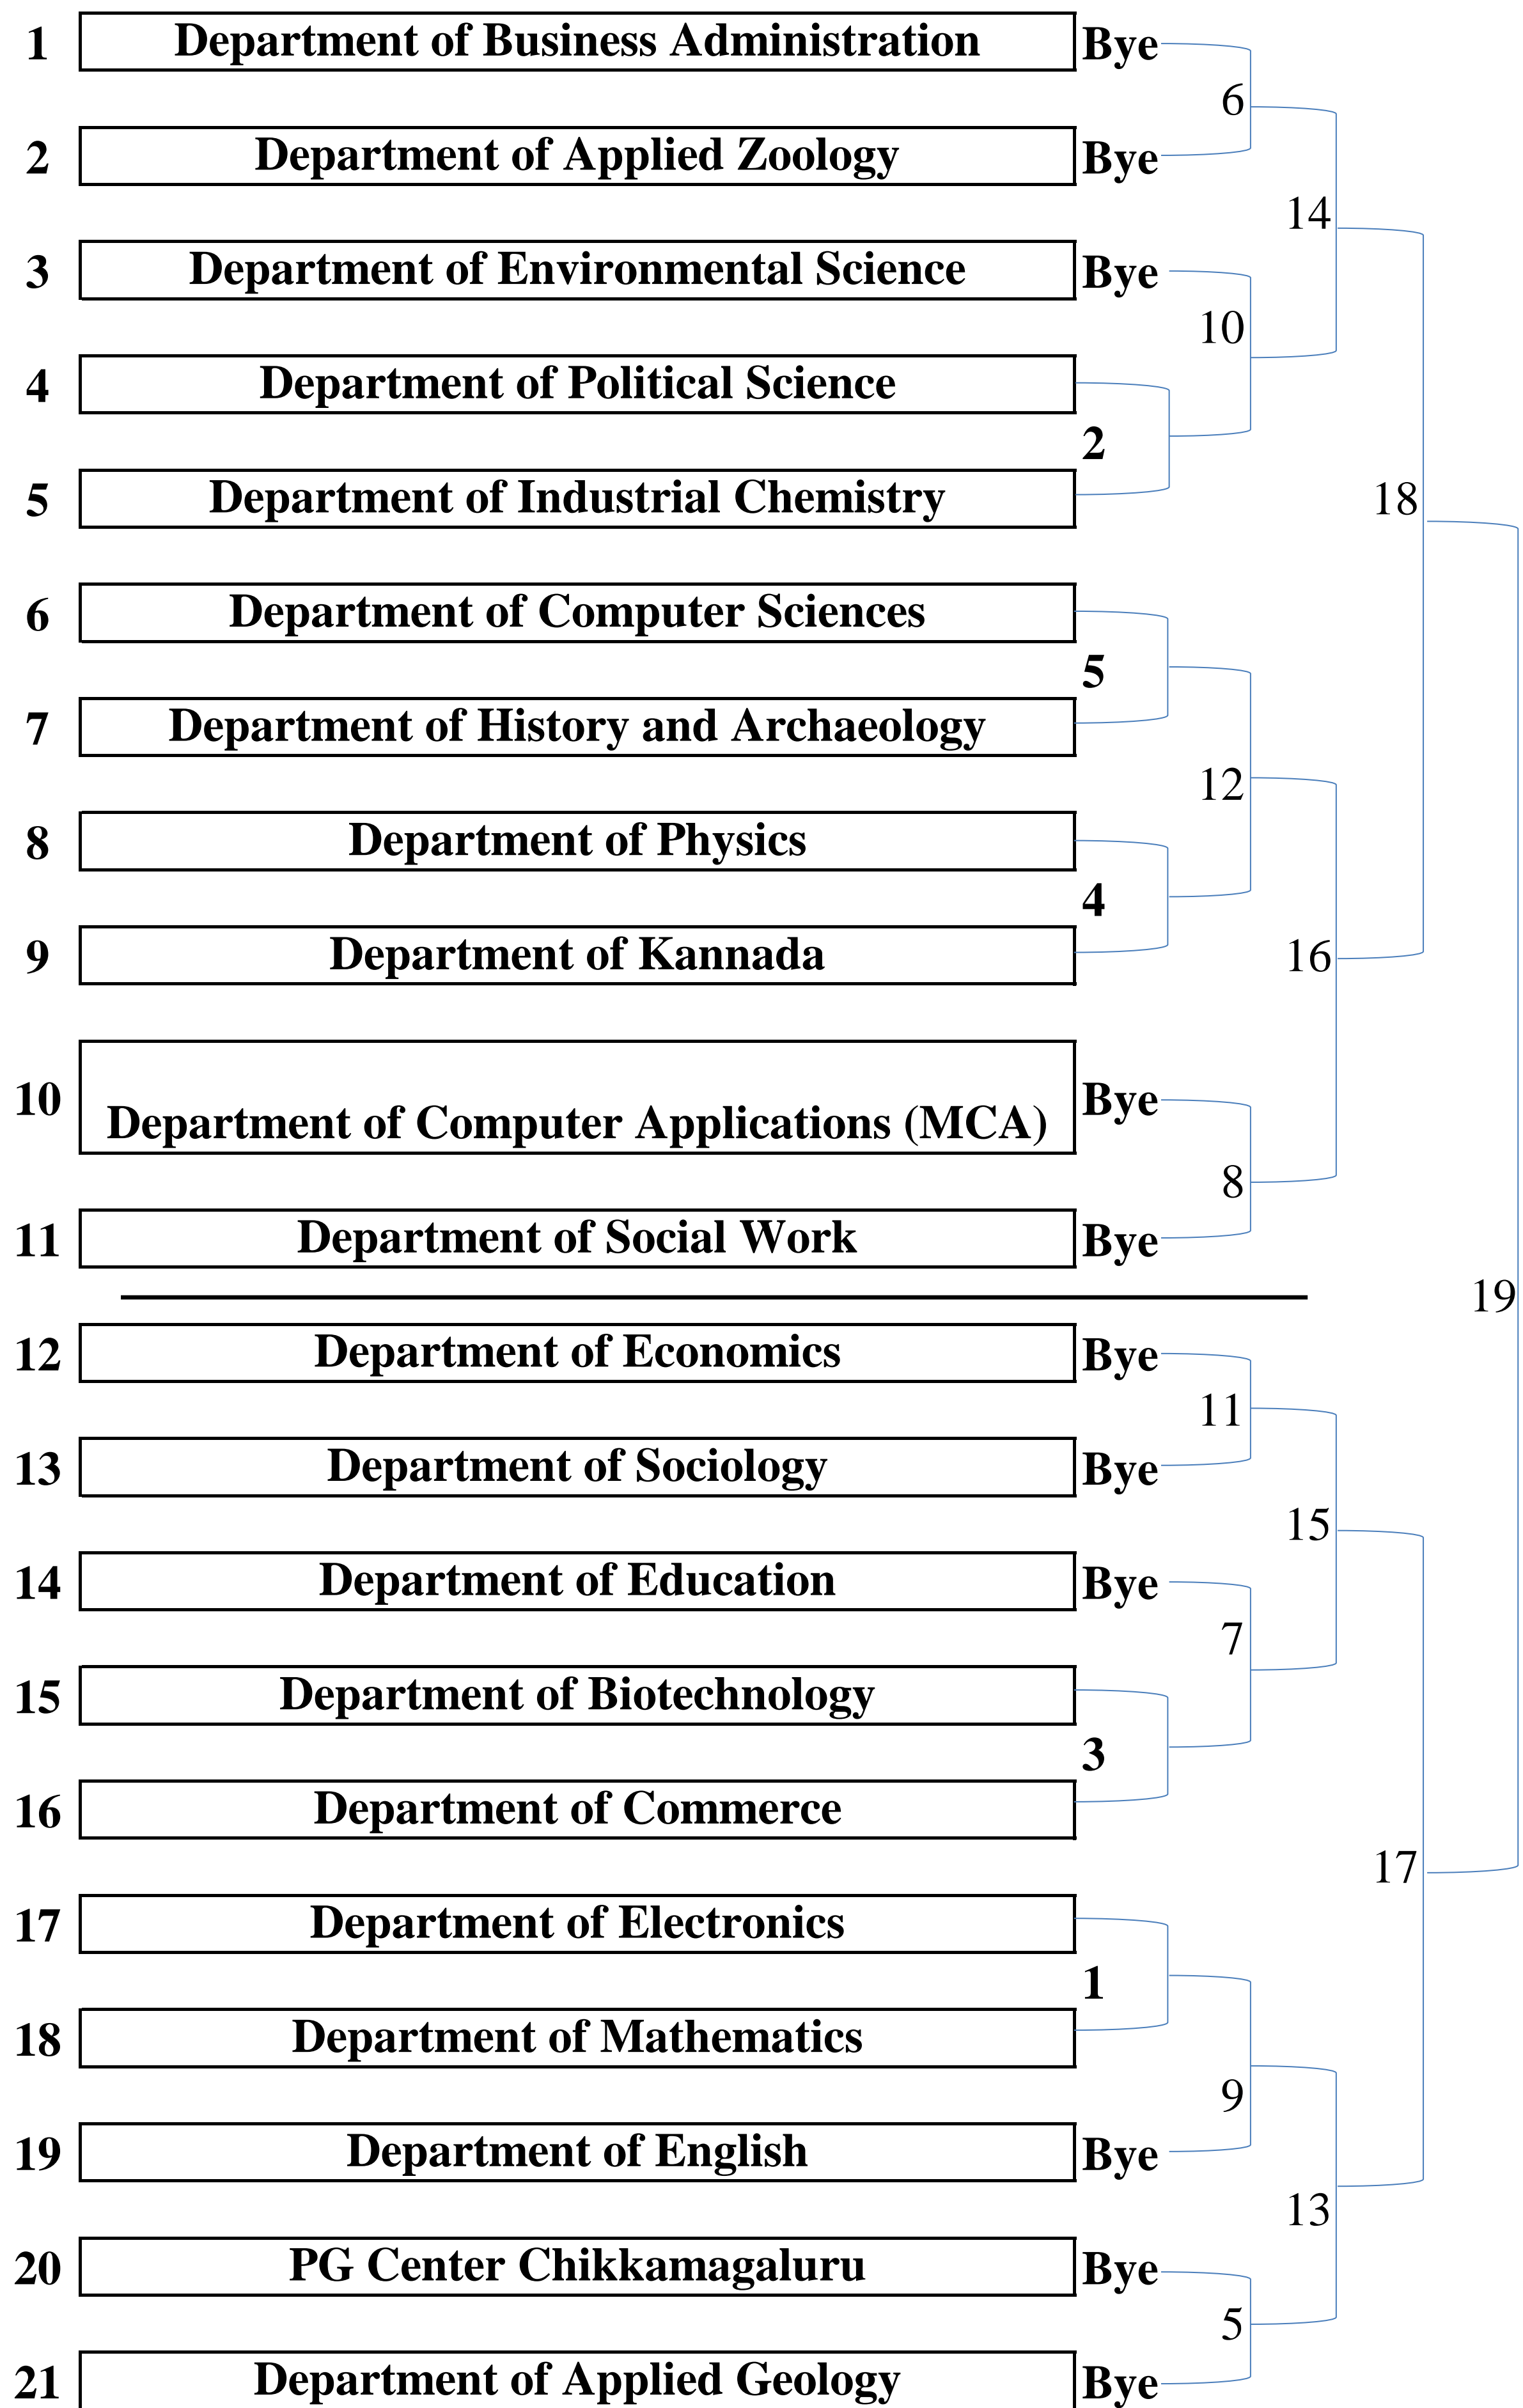 1 Department of Business Administration Bye
6
2 Department of Applied Zoology Bye
14
3 Department of Environmental Science Bye
10
4 Department of Political Science
2
5 Department of Industrial Chemistry
18
6 Department of Computer Sciences
5
7 Department of History and Archaeology
12
8 Department of Physics
4
9 Department of Kannada
16
10 Department of Computer Applications (MCA) Bye
8
11 Department of Social Work Bye
19
12 Department of Economics Bye
11
13 Department of Sociology Bye
15
14 Department of Education Bye
7
15 Department of Biotechnology
3
16 Department of Commerce
17
17 Department of Electronics
1
18 Department of Mathematics
9
19 Department of English Bye
13
20 PG Center Chikkamagaluru Bye
5
21 Department of Applied Geology Bye